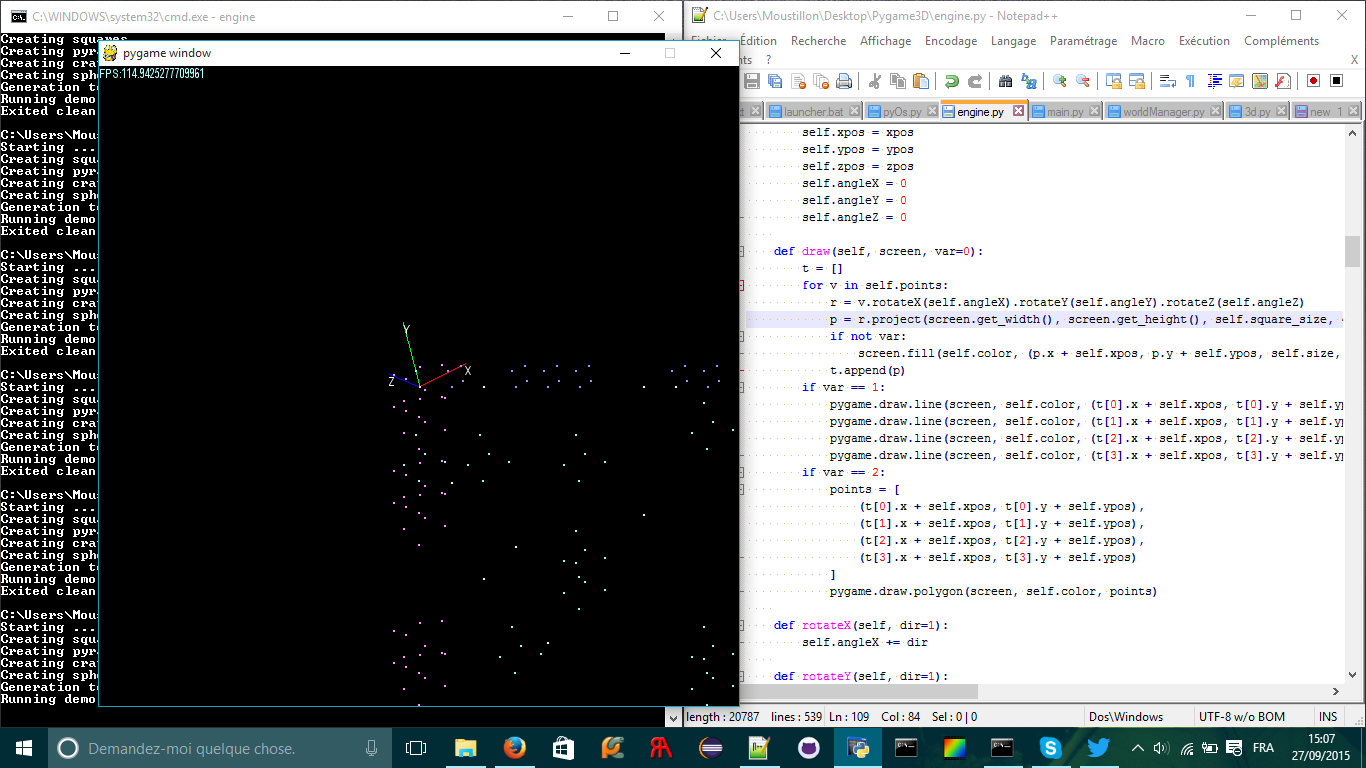 C:\WINDOWS\system32\cmd.exe - engine
Creating squares
Creating pyr
Creating cra
Creating sph
Generation to
Running demo
Exited clean
C:\Users\Mou
Starting ...
Creating squ
Creating pyr
Creating cra
Creating sph
Generation to
Running demo
Exited clean
C:\Users\Mou
Starting ...
Creating squ
Creating pyr
Creating cra
Creating sph
Generation to
Running demo
Exited clean
C:\Users\Mou
Starting ...
Creating squ
Creating pyr
Creating cra
Creating sph
Generation to
Running demo
Exited clean
C:\Users\Mou
Starting ...
Creating squ
Creating pyr
Creating cra
Creating sph
Generation to
Running demo
Exited clean
C:\Users\Mou
Starting ...
Creating squ
Creating pyr
Creating cra
Creating sph
Generation to
Running demo
pygame window
FPS:114.9425277709961
Y
X
Z
C:\Users\Moustillon\Desktop\Pygame3D\engine.py - Notepad++
Fichier Édition Recherche Affichage Encodage Langage Paramétrage Macro Exécution Compléments
nts ? X
launcher.bat pyOs.py engine.py main.py worldManager.py 3d.py new 1
self.xpos = xpos
self.ypos = ypos
self.zpos = zpos
self.angleX = 0
self.angleY = 0
self.angleZ = 0
def draw(self, screen, var=0):
t = []
for v in self.points:
r = v.rotateX(self.angleX).rotateY(self.angleY).rotateZ(self.angleZ)
p = r.project(screen.get_width(), screen.get_height(), self.square_size,
if not var:
screen.fill(self.color, (p.x + self.xpos, p.y + self.ypos, self.size,
t.append(p)
if var == 1:
pygame.draw.line(screen, self.color, (t[0].x + self.xpos, t[0].y + self.yp
pygame.draw.line(screen, self.color, (t[1].x + self.xpos, t[1].y + self.yp
pygame.draw.line(screen, self.color, (t[2].x + self.xpos, t[2].y + self.yp
pygame.draw.line(screen, self.color, (t[3].x + self.xpos, t[3].y + self.yp
if var == 2:
points = [
(t[0].x + self.xpos, t[0].y + self.ypos),
(t[1].x + self.xpos, t[1].y + self.ypos),
(t[2].x + self.xpos, t[2].y + self.ypos),
(t[3].x + self.xpos, t[3].y + self.ypos)
]
pygame.draw.polygon(screen, self.color, points)
def rotateX(self, dir=1):
self.angleX += dir
def rotateY(self, dir=1):
length : 20787 lines : 539 Ln : 109 Col : 84 Sel : 0 | 0 Dos\Windows UTF-8 w/o BOM INS
Demandez-moi quelque chose.
FRA
15:07
27/09/2015